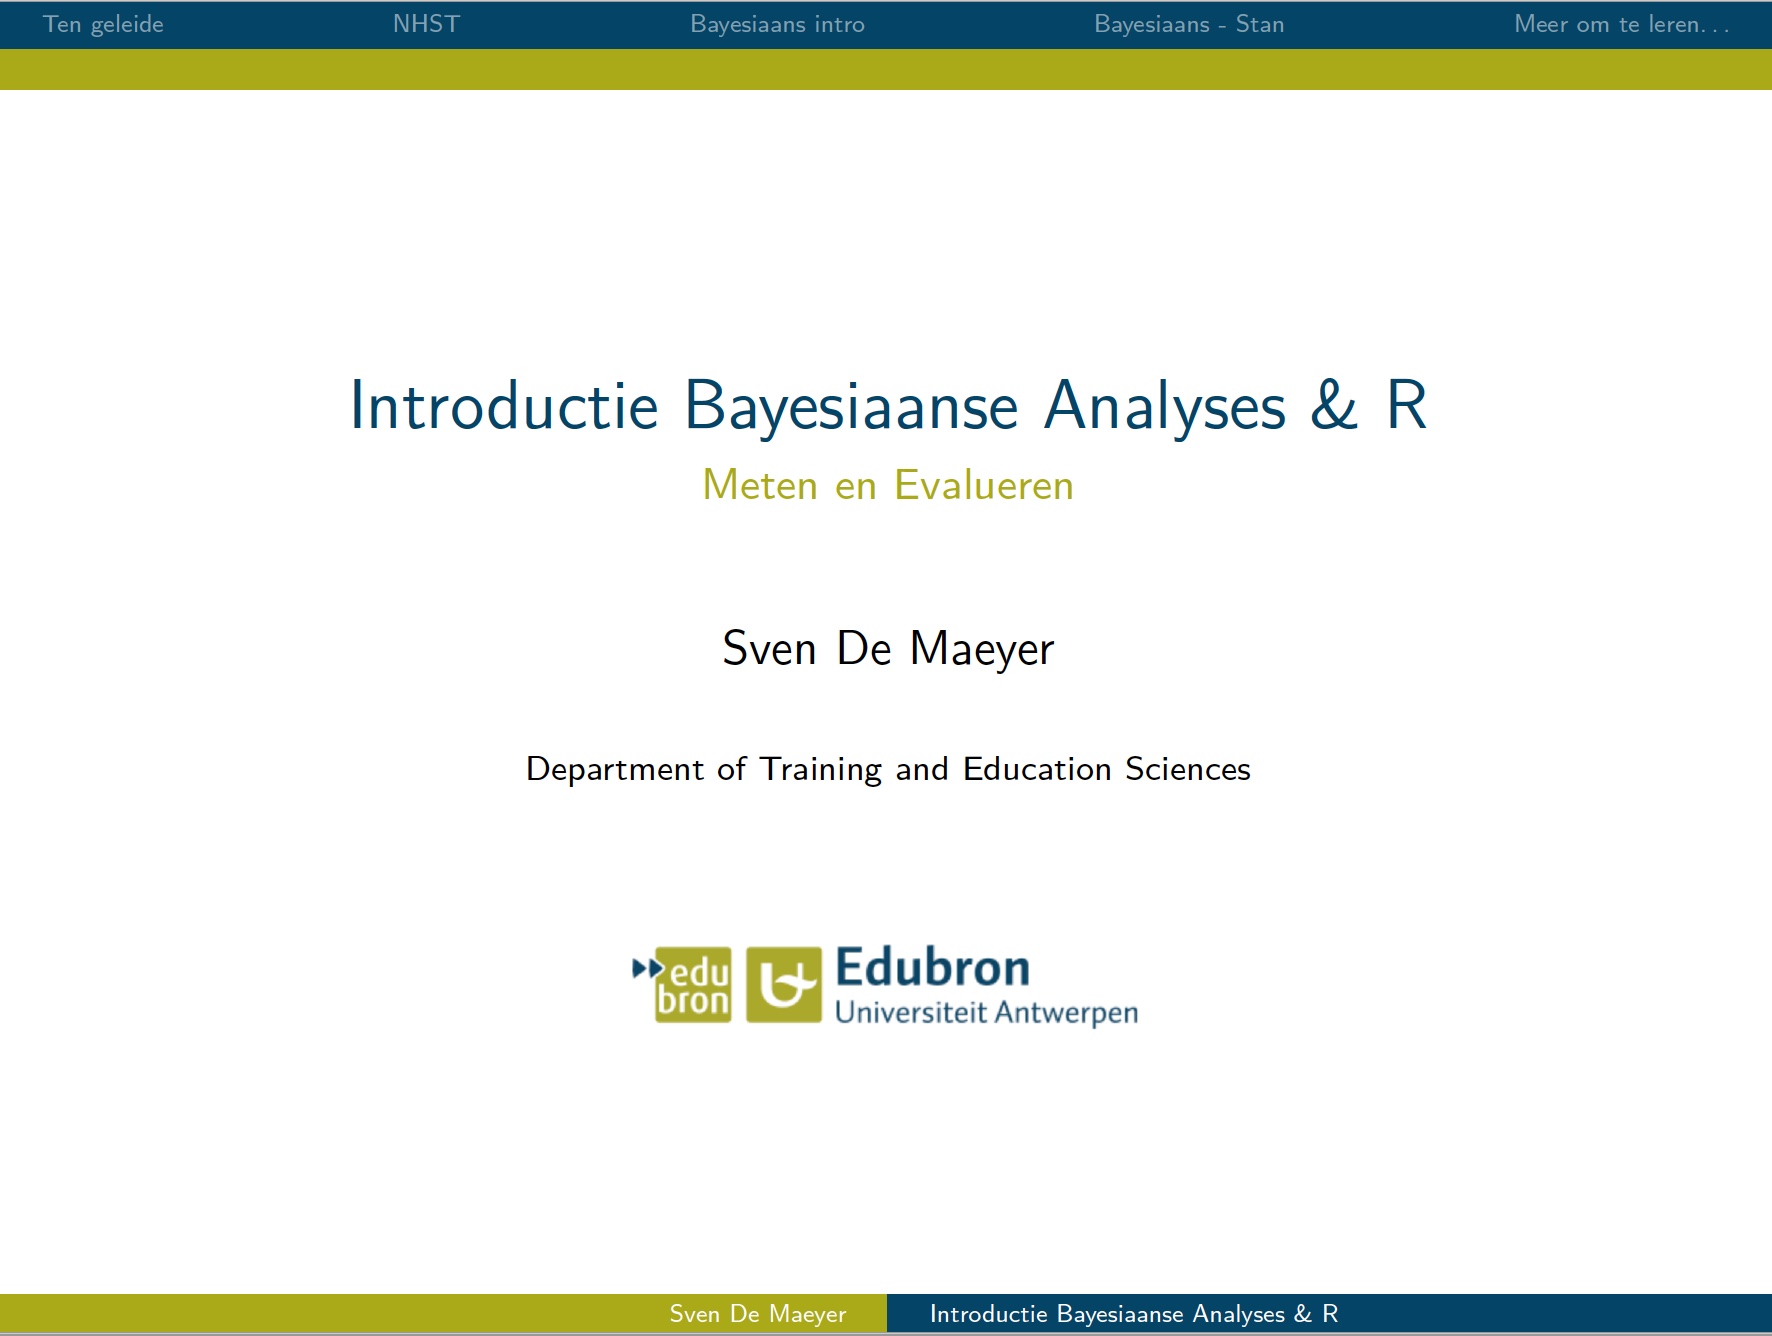 Ten geleide NHST Bayesiaans intro Bayesiaans - Stan Meer om te leren...
Introductie Bayesiaanse Analyses & R
Meten en Evalueren
Sven De Maeyer
Department of Training and Education Sciences
edu
bron
Edubron
Universiteit Antwerpen
Sven De Maeyer Introductie Bayesiaanse Analyses & R